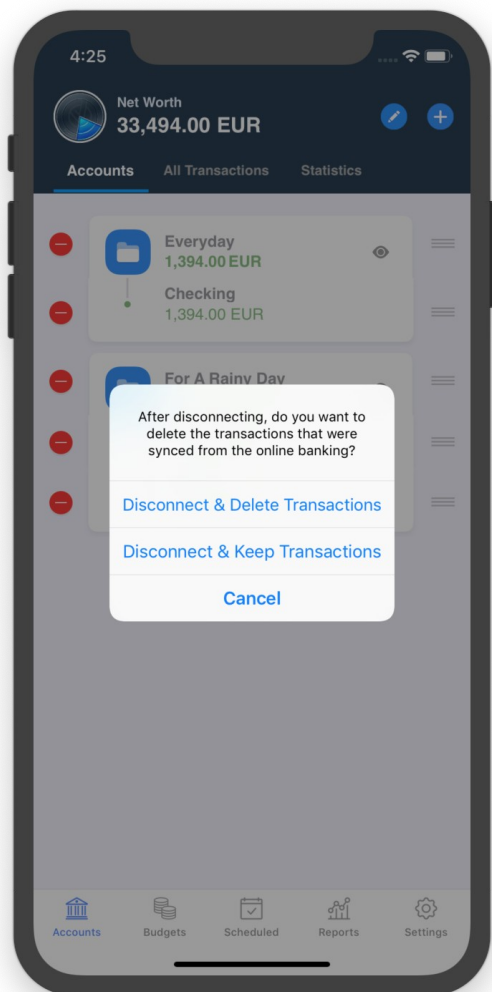 4:25
Net Worth
33,494.00 EUR
Accounts
All Transactions
Statistics
Everyday
1,394.00 EUR
Checking
1,394.00 EUR
For A Rainy Day
After disconnecting, do you want to
delete the transactions that were
synced from the online banking?
Disconnect & Delete Transactions
Disconnect & Keep Transactions
Cancel
Accounts
Budgets
Scheduled
Reports
Settings